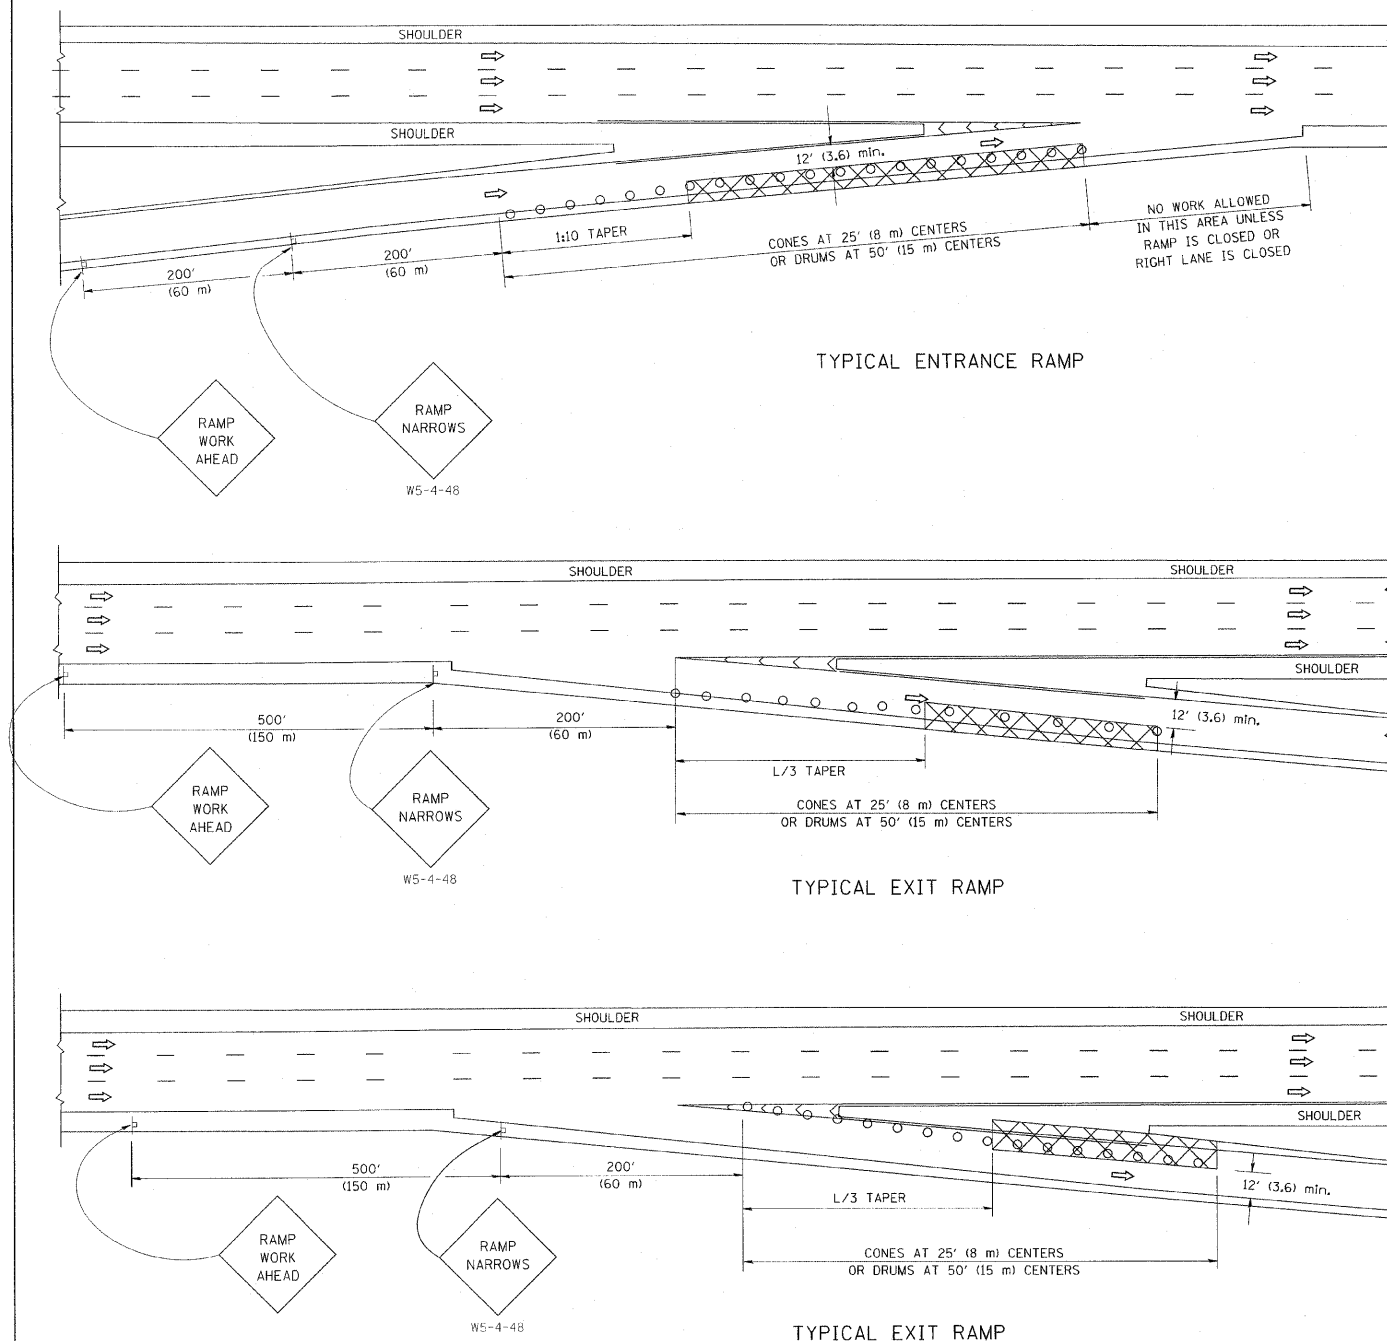 SHOULDER
SHOULDER
12' (3.6) min.
1:10 TAPER
CONES AT 25' (8 m) CENTERS
OR DRUMS AT 50' (15 m) CENTERS
NO WORK ALLOWED
IN THIS AREA UNLESS
RAMP IS CLOSED OR
RIGHT LANE IS CLOSED
200'
(60 m)
200'
(60 m)
TYPICAL ENTRANCE RAMP
RAMP
WORK
AHEAD
RAMP
NARROWS
W5-4-48
SHOULDER
SHOULDER
SHOULDER
500'
(150 m)
200'
(60 m)
12' (3.6) min.
L/3 TAPER
CONES AT 25' (8 m) CENTERS
OR DRUMS AT 50' (15 m) CENTERS
RAMP
WORK
AHEAD
RAMP
NARROWS
W5-4-48
TYPICAL EXIT RAMP
SHOULDER
SHOULDER
SHOULDER
500'
(150 m)
200'
(60 m)
12' (3.6) min.
L/3 TAPER
CONES AT 25' (8 m) CENTERS
OR DRUMS AT 50' (15 m) CENTERS
RAMP
WORK
AHEAD
RAMP
NARROWS
W5-4-48
TYPICAL EXIT RAMP